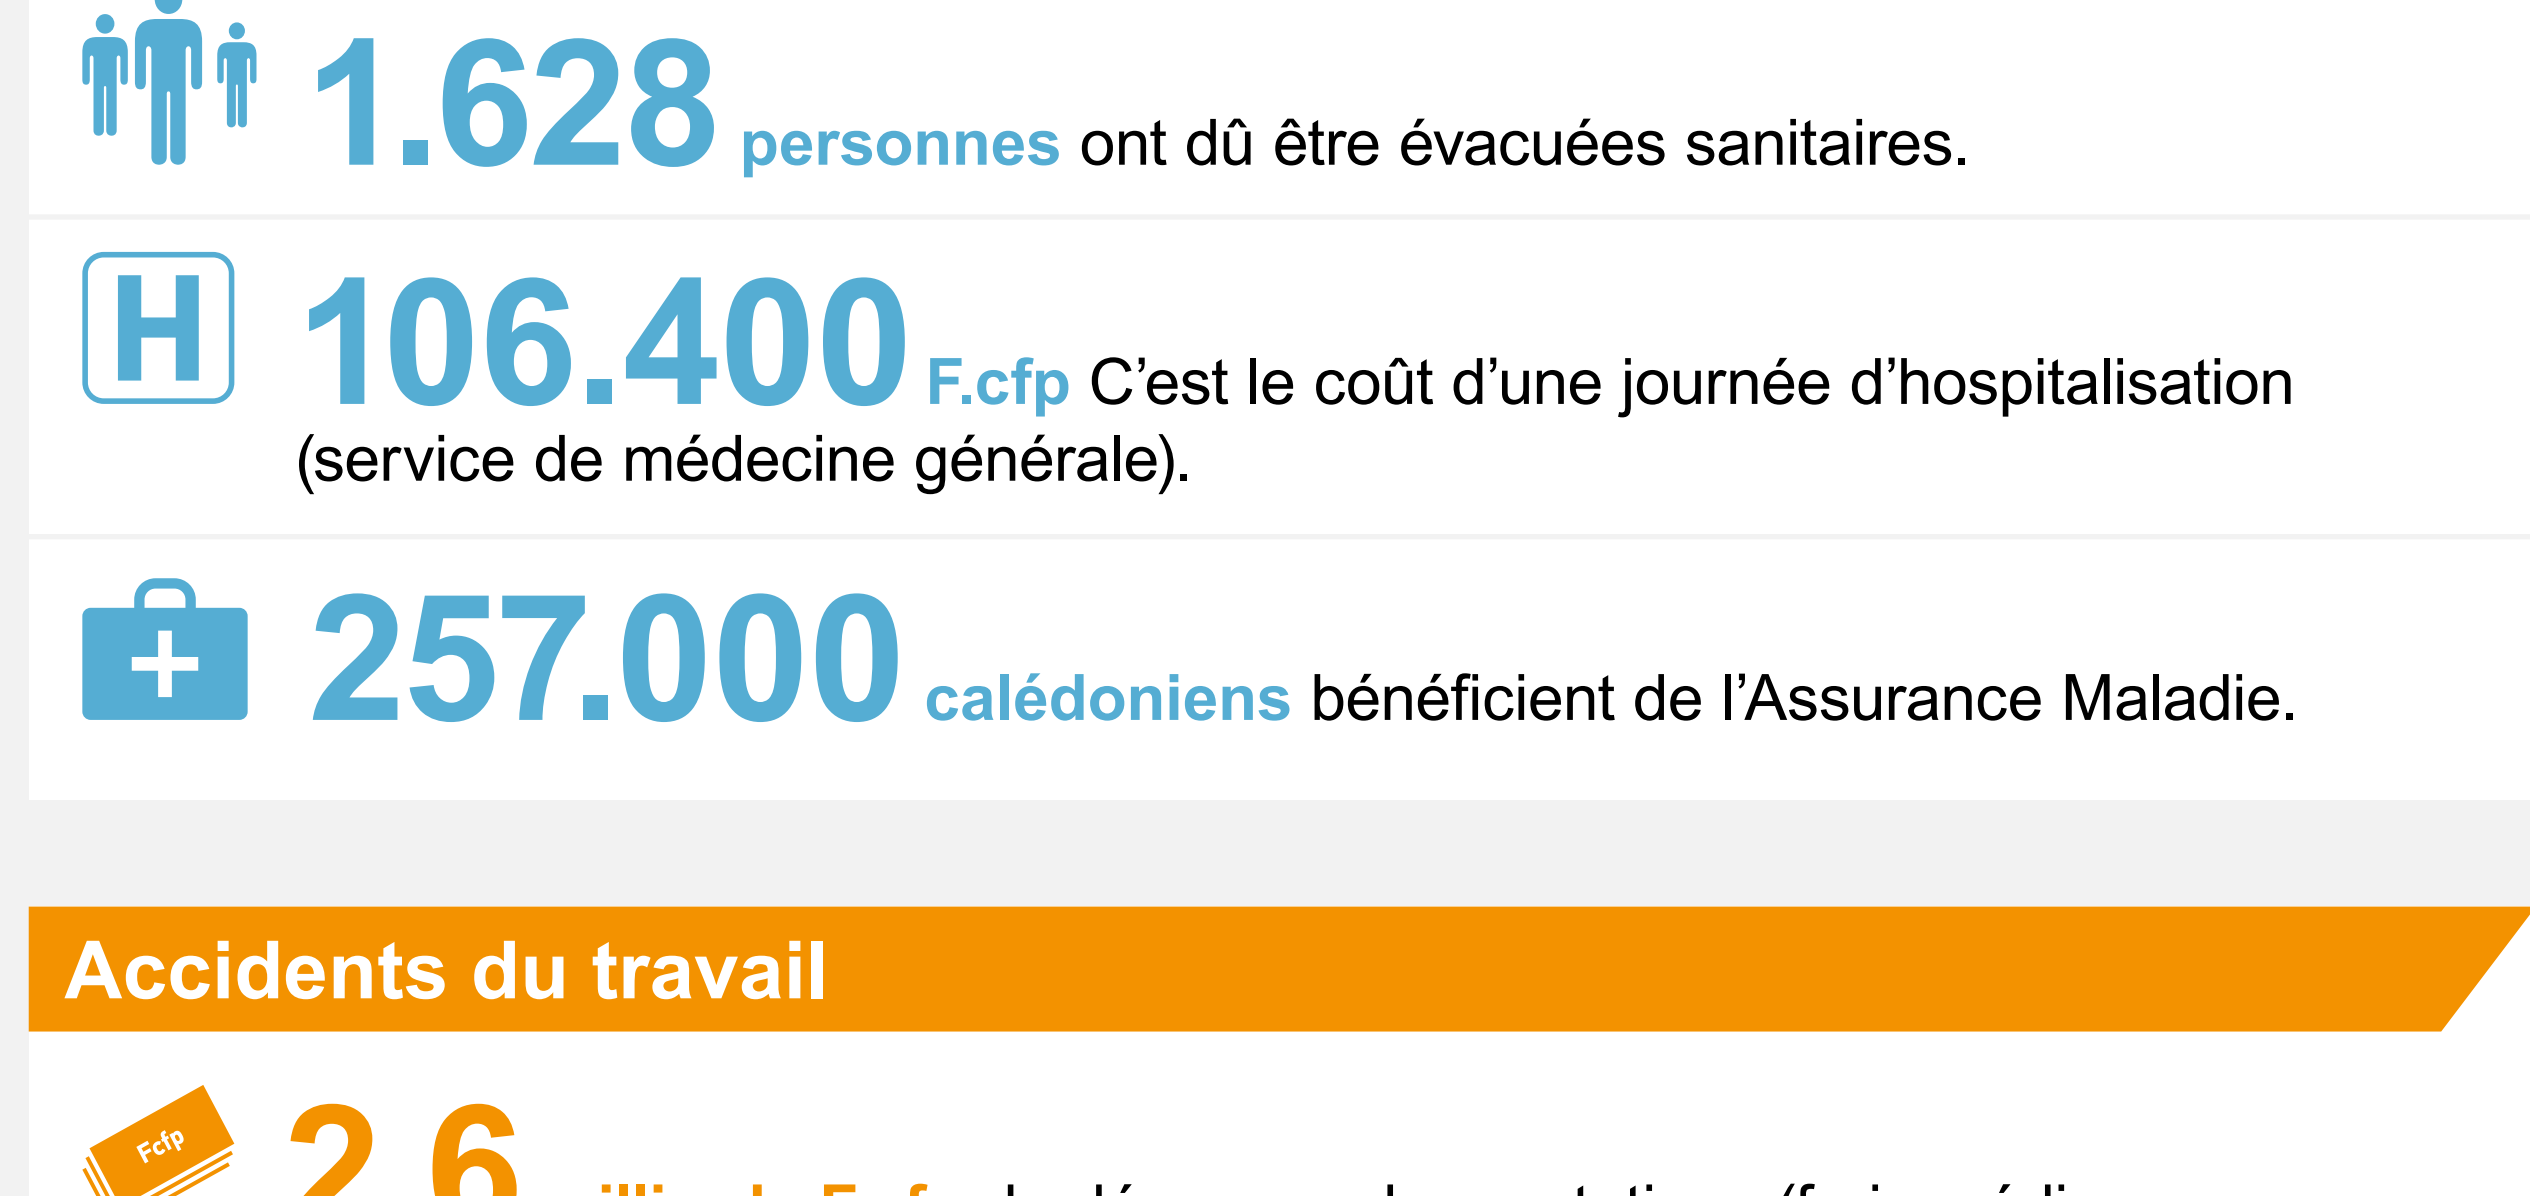 1.628 personnes ont dû être évacuées sanitaires.
H
106.400 F.cfp C’est le coût d’une journée d’hospitalisation
(service de médecine générale).
257.000 calédoniens bénéficient de l’Assurance Maladie.
Accidents du travail
Fcfp